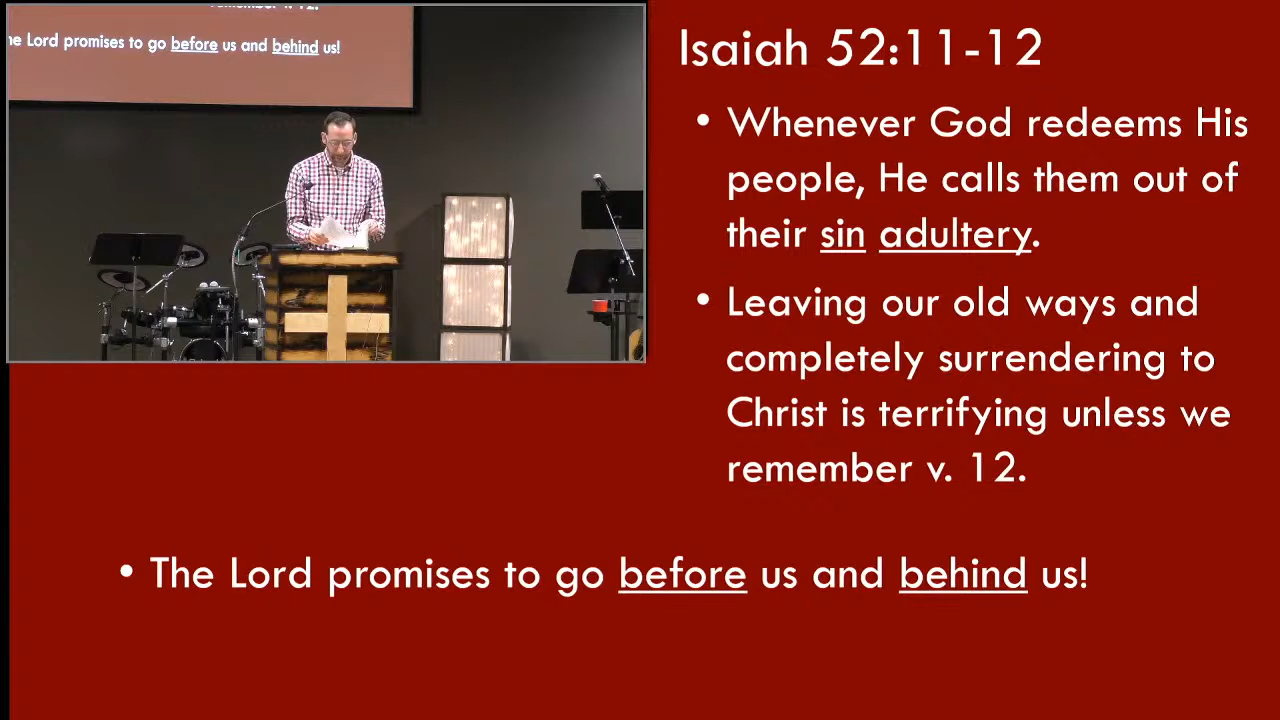 remember v. 12.
he Lord promises to go before us and behind us!
Isaiah 52:11-12
• Whenever God redeems His
people, He calls them out of
their sin adultery.
• Leaving our old ways and
completely surrendering to
Christ is terrifying unless we
remember v. 12.
• The Lord promises to go before us and behind us!